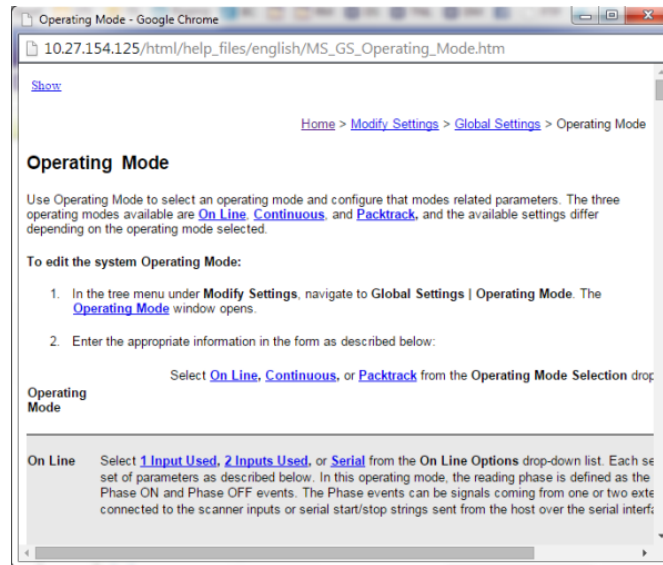 Operating Mode - Google Chrome
10.27.154.125/html/help_files/english/MS_GS_Operating_Mode.htm
Show
Home > Modify Settings > Global Settings > Operating Mode
Operating Mode
Use Operating Mode to select an operating mode and configure that modes related parameters. The three
operating modes available are On Line, Continuous, and Packtrack, and the available settings differ
depending on the operating mode selected.
To edit the system Operating Mode:
1. In the tree menu under Modify Settings, navigate to Global Settings | Operating Mode. The
Operating Mode window opens.
2. Enter the appropriate information in the form as described below:
Select On Line, Continuous, or Packtrack from the Operating Mode Selection drop
Operating
Mode
On Line Select 1 Input Used, 2 Inputs Used, or Serial from the On Line Options drop-down list. Each se
set of parameters as described below. In this operating mode, the reading phase is defined as the
Phase ON and Phase OFF events. The Phase events can be signals coming from one or two exte
connected to the scanner inputs or serial start/stop strings sent from the host over the serial interfa